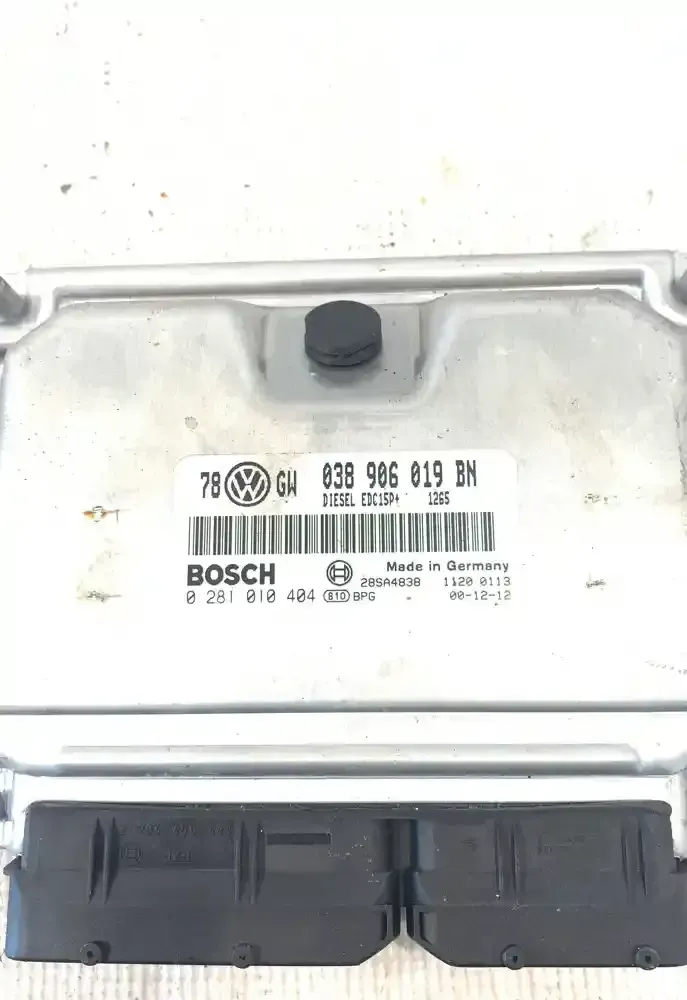 78 VW GW 038 906 019 BN
DIESEL EDC15P+ 1265
BOSCH Made in Germany
28SA4838 1120 0113
0 281 010 404 810 BPG 00-12-12